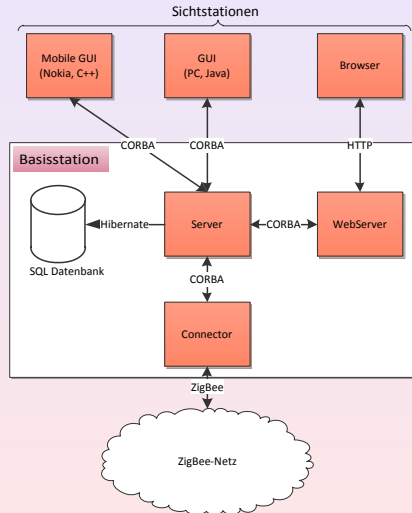 Sichtstationen
Mobile GUI
(Nokia, C++)
GUI
(PC, Java)
Browser
CORBA
CORBA
HTTP
Basisstation
Hibernate
Server
CORBA
WebServer
SQL Datenbank
CORBA
Connector
ZigBee
ZigBee-Netz